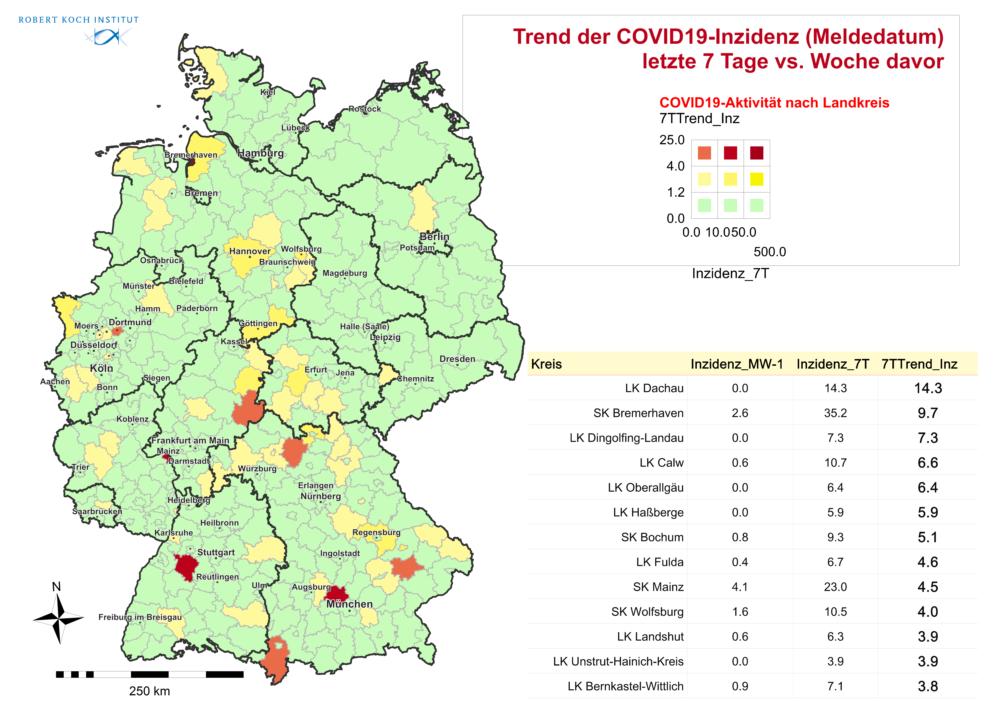 ROBERT KOCH INSTITUT
Trend der COVID19-Inzidenz (Meldedatum)
letzte 7 Tage vs. Woche davor
COVID19-Aktivität nach Landkreis
7TTrend_Inz
25.0
4.0
1.2
0.0
0.0 10.050.0
500.0
Inzidenz_7T
Kiel
Rostock
Lübeck
Bremerhaven
Hamburg
Bremen
Berlin
Potsdam
Hannover
Wolfsburg
Braunschweig
Osnabrück
Magdeburg
Bielefeld
Münster
Hamm
Paderborn
Moers
Dortmund
Göttingen
Halle (Saale)
Leipzig
Kassel
Düsseldorf
Dresden
Köln
Erfurt
Jena
Siegen
Chemnitz
Aachen
Bonn
Koblenz
Frankfurt am Main
Mainz
Darmstadt
Trier
Würzburg
Erlangen
Nürnberg
Heidelberg
Saarbrücken
Heilbronn
Karlsruhe
Regensburg
Stuttgart
Ingolstadt
Reutlingen
Ulm
Augsburg
München
Freiburg im Breisgau
N
250 km
Kreis Inzidenz_MW-1 Inzidenz_7T 7TTrend_Inz
LK Dachau 0.0 14.3 14.3
SK Bremerhaven 2.6 35.2 9.7
LK Dingolfing-Landau 0.0 7.3 7.3
LK Calw 0.6 10.7 6.6
LK Oberallgäu 0.0 6.4 6.4
LK Haßberge 0.0 5.9 5.9
SK Bochum 0.8 9.3 5.1
LK Fulda 0.4 6.7 4.6
SK Mainz 4.1 23.0 4.5
SK Wolfsburg 1.6 10.5 4.0
LK Landshut 0.6 6.3 3.9
LK Unstrut-Hainich-Kreis 0.0 3.9 3.9
LK Bernkastel-Wittlich 0.9 7.1 3.8